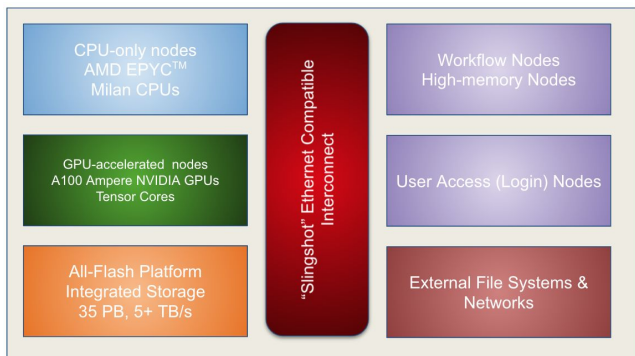 CPU-only nodes
AMD EPYC™
Milan CPUs
GPU-accelerated nodes
A100 Ampere NVIDIA GPUs
Tensor Cores
All-Flash Platform
Integrated Storage
35 PB, 5+ TB/s
“Slingshot” Ethernet Compatible
Interconnect
Workflow Nodes
High-memory Nodes
User Access (Login) Nodes
External File Systems &
Networks